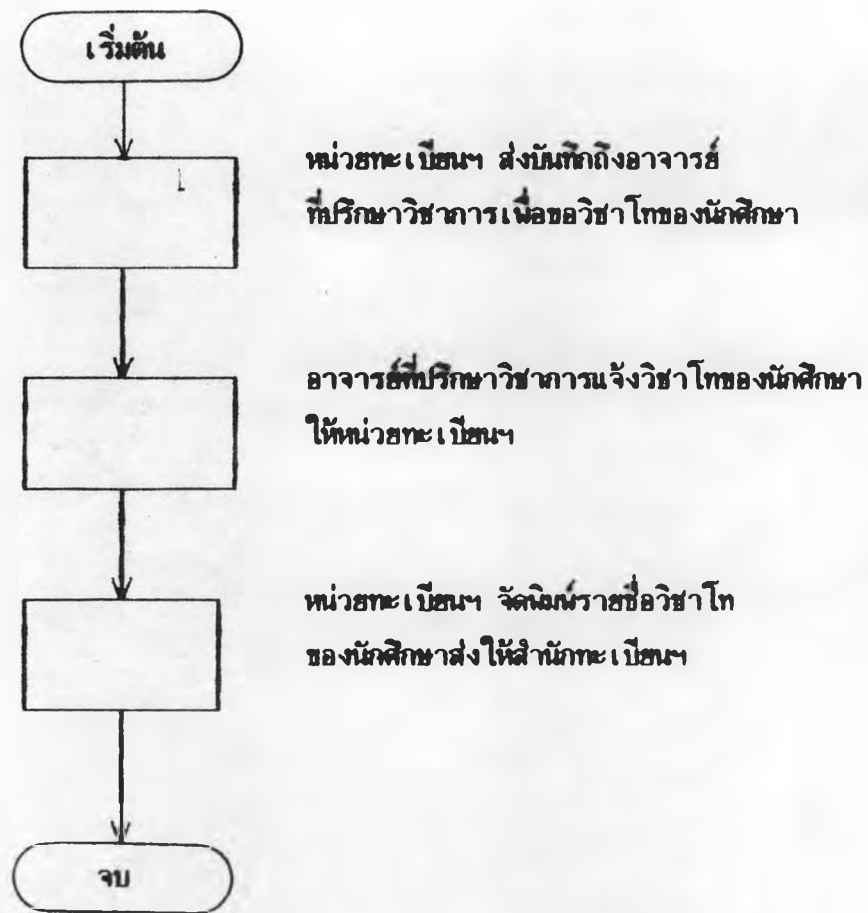 เริ่มต้น
หน่วยทะเบียนฯ ส่งบันทึกถึงอาจารย์
ที่ปรึกษาวิชาการเพื่อขอวิชาโทของนักศึกษา
อาจารย์ที่ปรึกษาวิชาการแจ้งวิชาโทของนักศึกษา
ให้หน่วยทะเบียนฯ
หน่วยทะเบียนฯ จัดพิมพ์รายชื่อวิชาโท
ของนักศึกษาส่งให้สำนักทะเบียนฯ
จบ